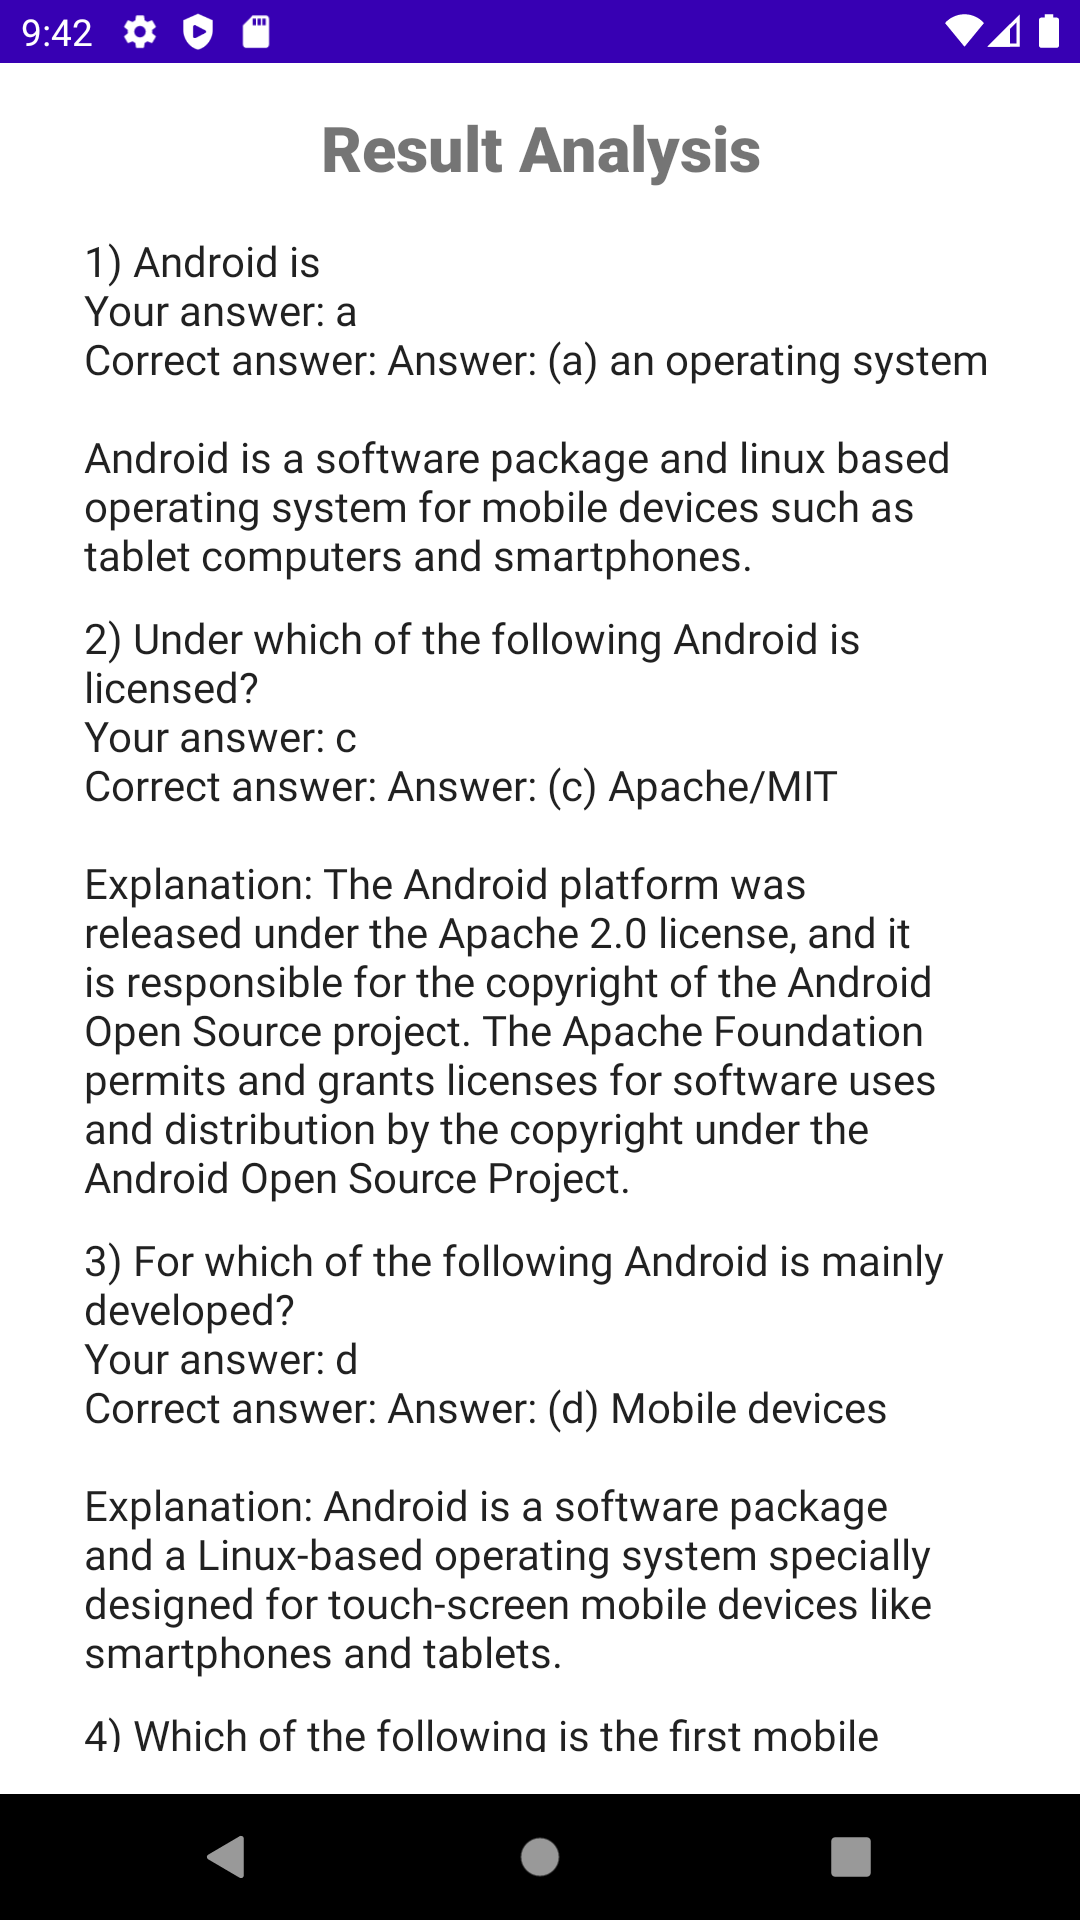 9:42
Result Analysis
1) Android is
Your answer: a
Correct answer: Answer: (a) an operating system
Android is a software package and linux based
operating system for mobile devices such as
tablet computers and smartphones.
2) Under which of the following Android is
licensed?
Your answer: c
Correct answer: Answer: (c) Apache/MIT
Explanation: The Android platform was
released under the Apache 2.0 license, and it
is responsible for the copyright of the Android
Open Source project. The Apache Foundation
permits and grants licenses for software uses
and distribution by the copyright under the
Android Open Source Project.
3) For which of the following Android is mainly
developed?
Your answer: d
Correct answer: Answer: (d) Mobile devices
Explanation: Android is a software package
and a Linux-based operating system specially
designed for touch-screen mobile devices like
smartphones and tablets.
4) Which of the following is the first mobile